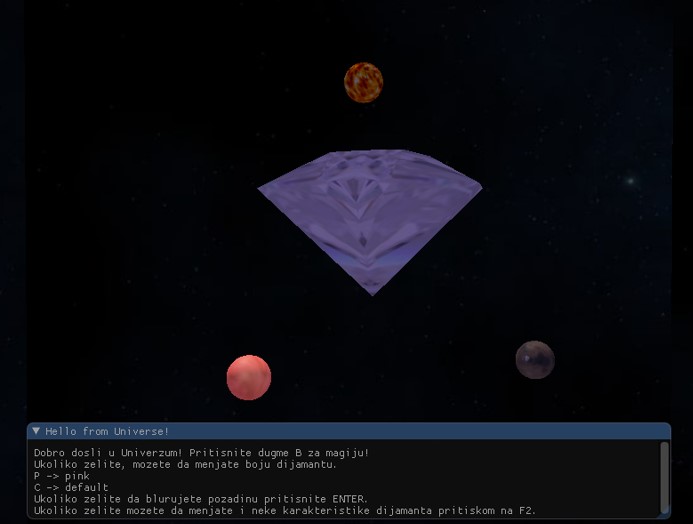 Hello from Universe!
Dobro dosli u Univerzum! Pritisnite dugme B za magiju!
Ukoliko zelite, mozete da menjate boju dijamantu.
P -> pink
C -> default
Ukoliko zelite da blurujete pozadinu pritisnite ENTER.
Ukoliko zelite mozete da menjate i neke karakteristike dijamanta pritiskom na F2.